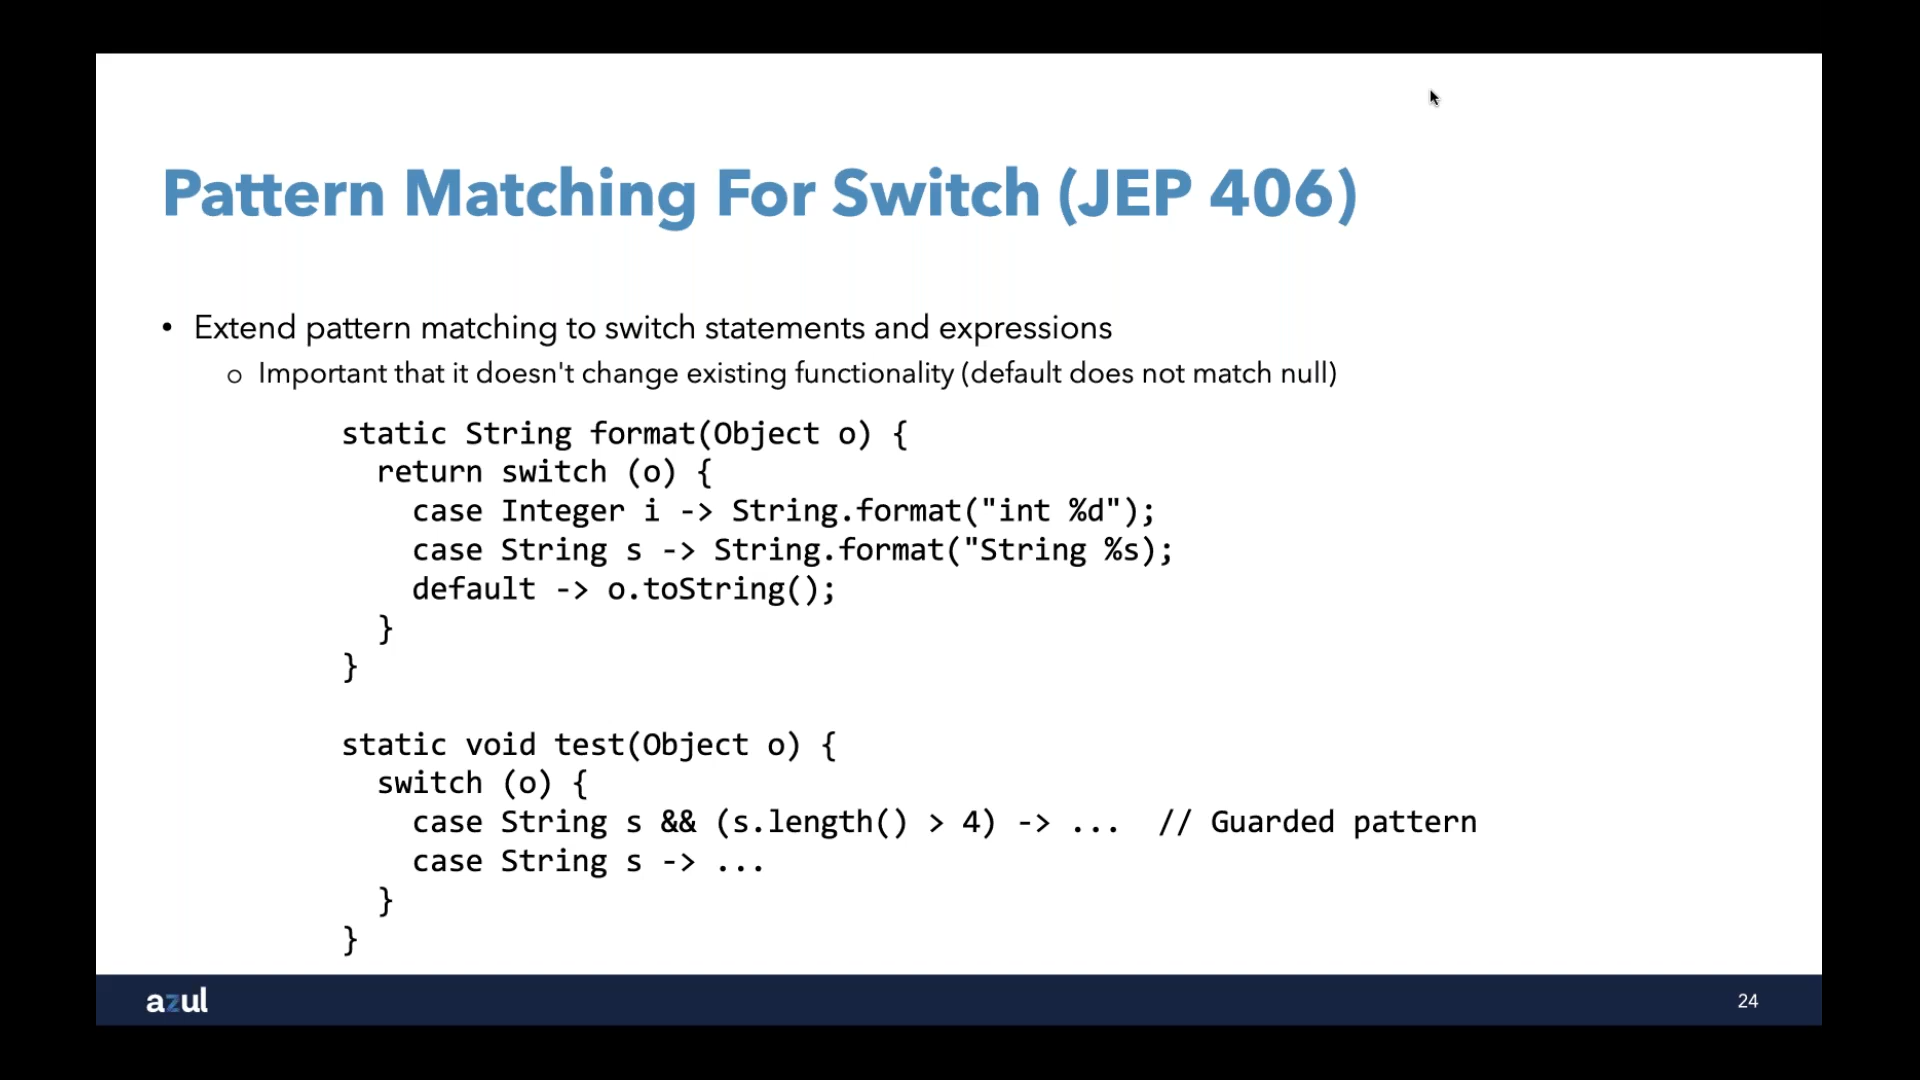 Pattern Matching For Switch (JEP 406)
• Extend pattern matching to switch statements and expressions
o Important that it doesn't change existing functionality (default does not match null)
static String format(Object o) {
  return switch (o) {
    case Integer i -> String.format("int %d");
    case String s -> String.format("String %s);
    default -> o.toString();
  }
}
static void test(Object o) {
  switch (o) {
    case String s && (s.length() > 4) -> ...  // Guarded pattern
    case String s -> ...
  }
}
azul
24